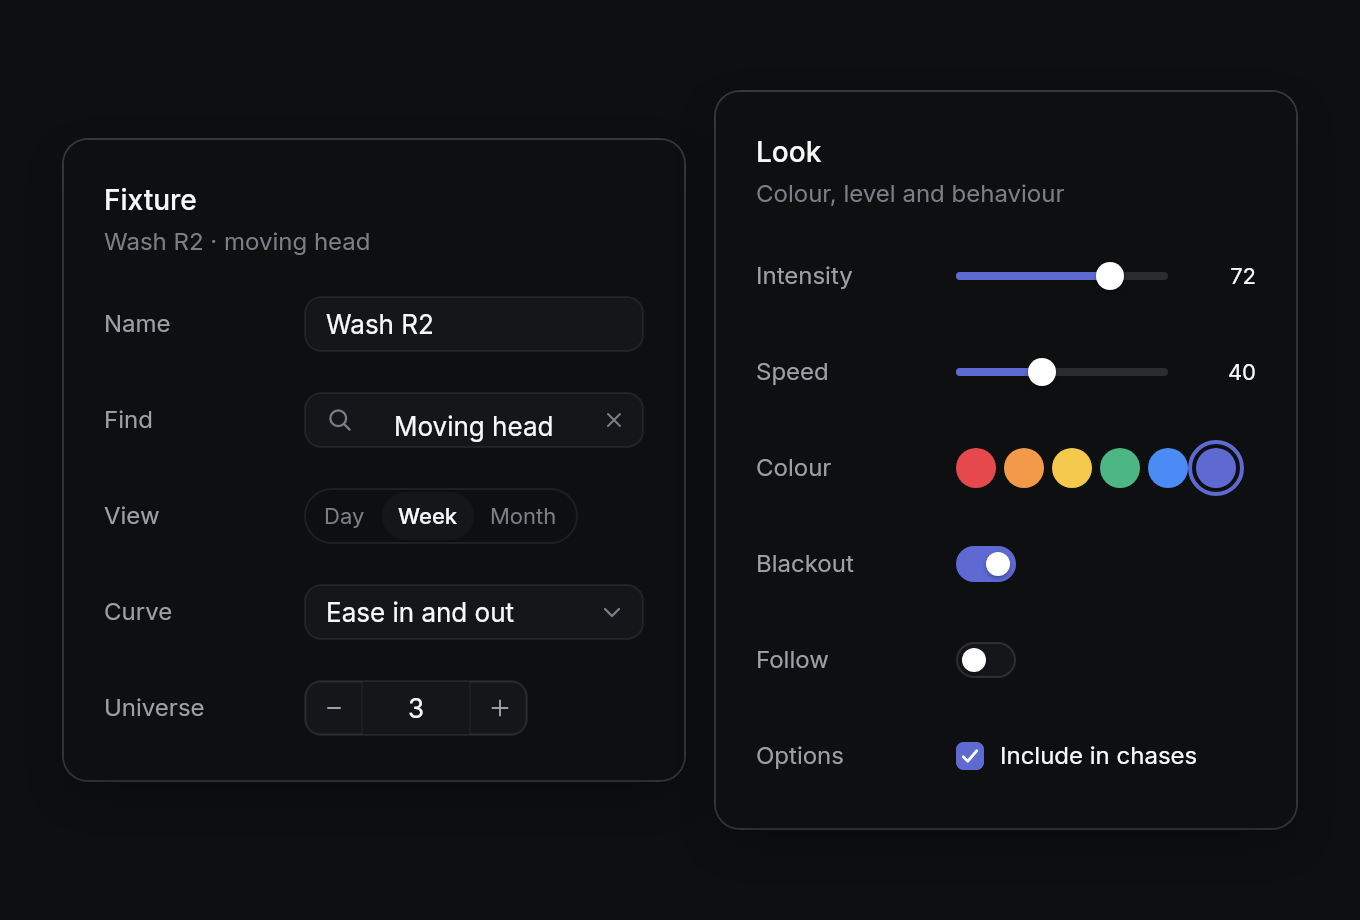 Fixture
Wash R2 · moving head
Name
Wash R2
Find
Moving head
View
Day Week Month
Curve
Ease in and out
Universe
3
Look
Colour, level and behaviour
Intensity
72
Speed
40
Colour
Blackout
Follow
Options
Include in chases